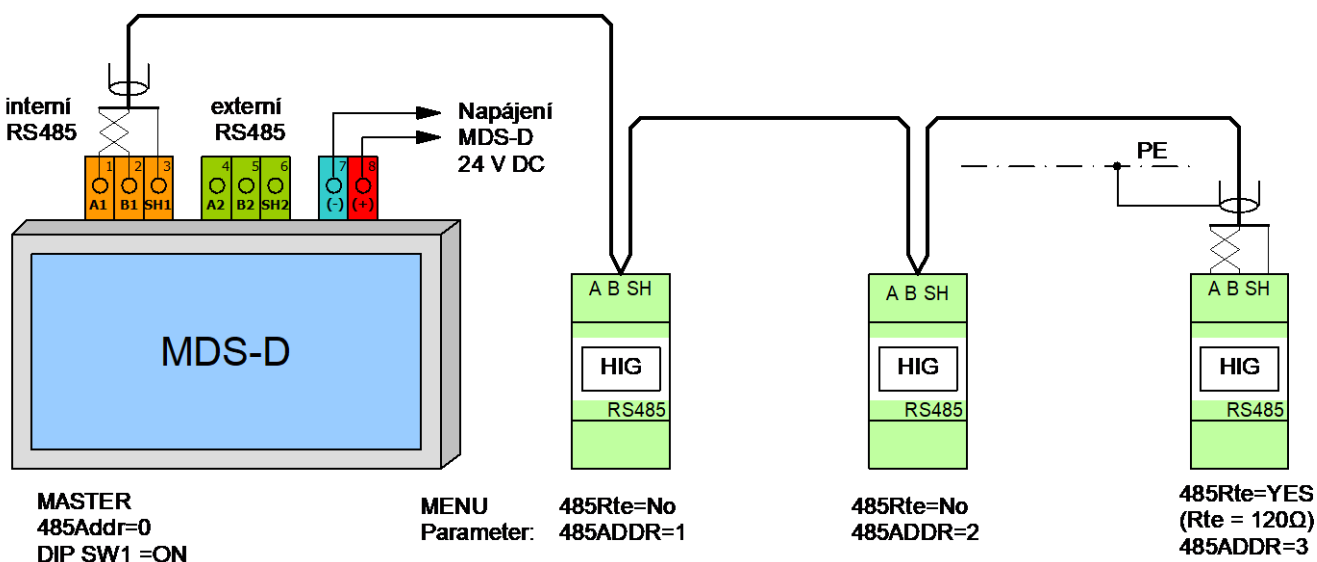 interní
RS485
externí
RS485
Napájení
MDS-D
24 V DC
PE
1 2 3
A1 B1 SH1
4 5 6
A2 B2 SH2
7 8
(-) (+)
MDS-D
A B SH
HIG
RS485
A B SH
HIG
RS485
A B SH
HIG
RS485
MASTER
485Addr=0
DIP SW1 =ON
MENU
Parameter:
485Rte=No
485ADDR=1
485Rte=No
485ADDR=2
485Rte=YES
(Rte = 120Ω)
485ADDR=3